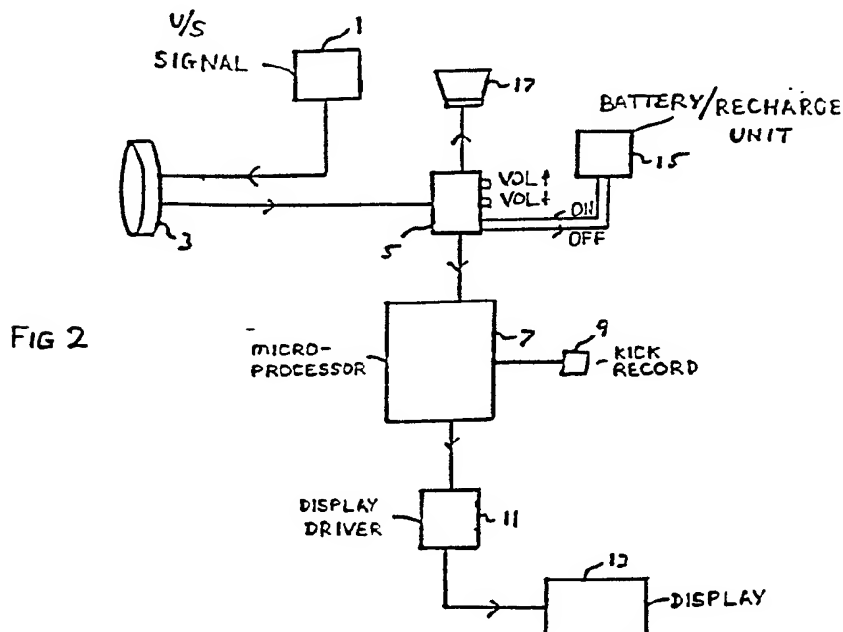 U/S
SIGNAL
1
17
BATTERY/RECHARGE
UNIT
15
VOL↑
VOL↓
ON
OFF
3
5
FIG 2
MICRO-
PROCESSOR
7
9
KICK
RECORD
DISPLAY
DRIVER
11
13
DISPLAY